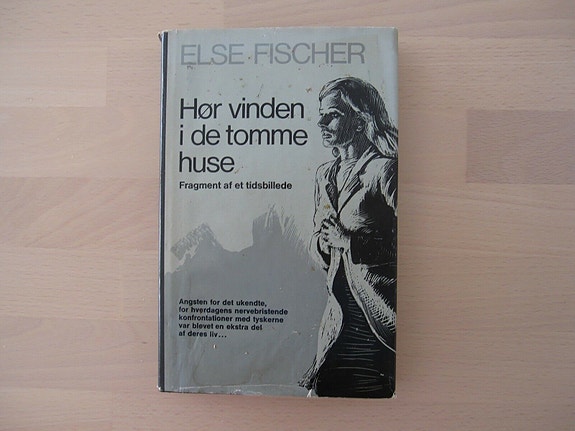 ELSE FISCHER
Hør vinden
i de tomme
huse
Fragment af et tidsbillede
Angsten for det ukendte,
for hverdagens nervebristende
konfrontationer med tyskerne
var blevet en ekstra del
af deres liv...